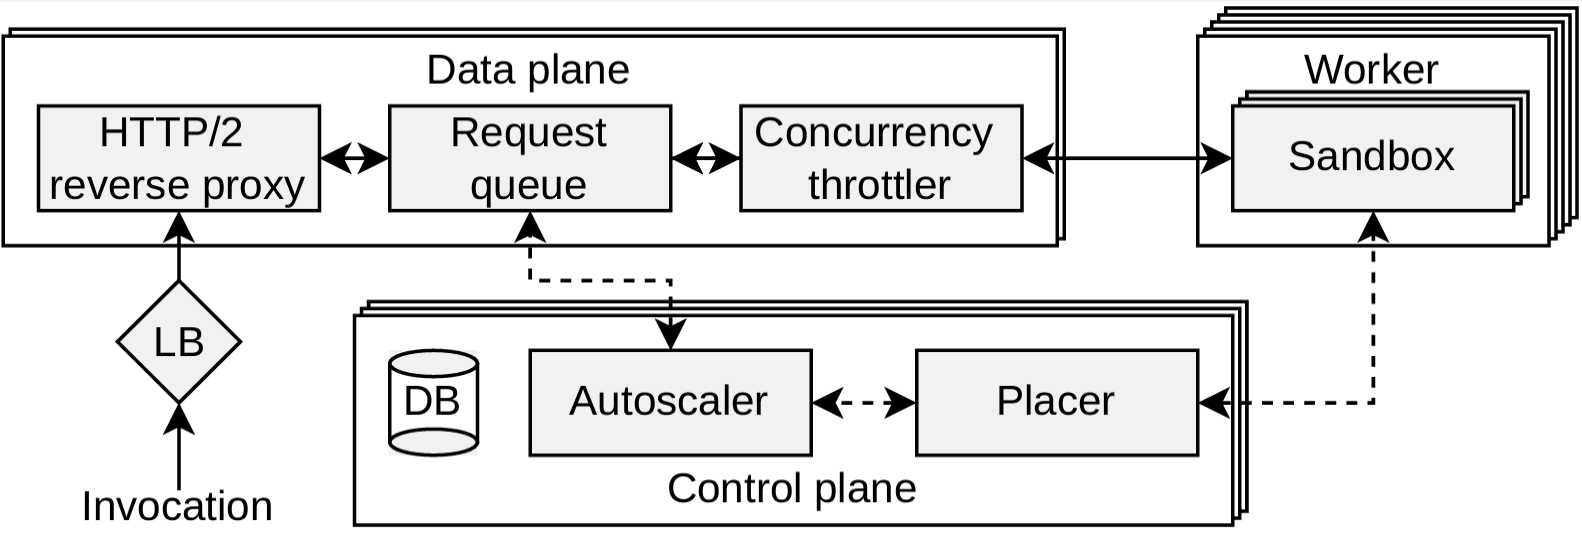 Data plane
HTTP/2
reverse proxy
Request
queue
Concurrency
throttler
Worker
Sandbox
LB
Invocation
DB
Autoscaler
Placer
Control plane